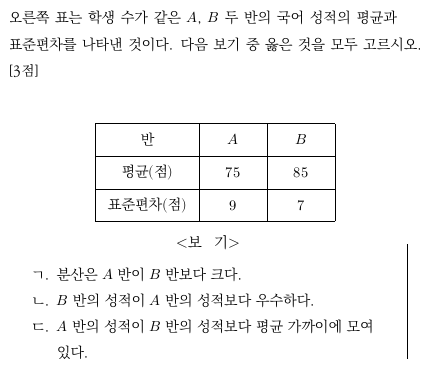 오른쪽 표는 학생 수가 같은 A, B 두 반의 국어 성적의 평균과
표준편차를 나타낸 것이다. 다음 보기 중 옳은 것을 모두 고르시오.
[3점]
반 A B
평균(점) 75 85
표준편차(점) 9 7
<보 기>
ㄱ. 분산은 A 반이 B 반보다 크다.
ㄴ. B 반의 성적이 A 반의 성적보다 우수하다.
ㄷ. A 반의 성적이 B 반의 성적보다 평균 가까이에 모여
있다.